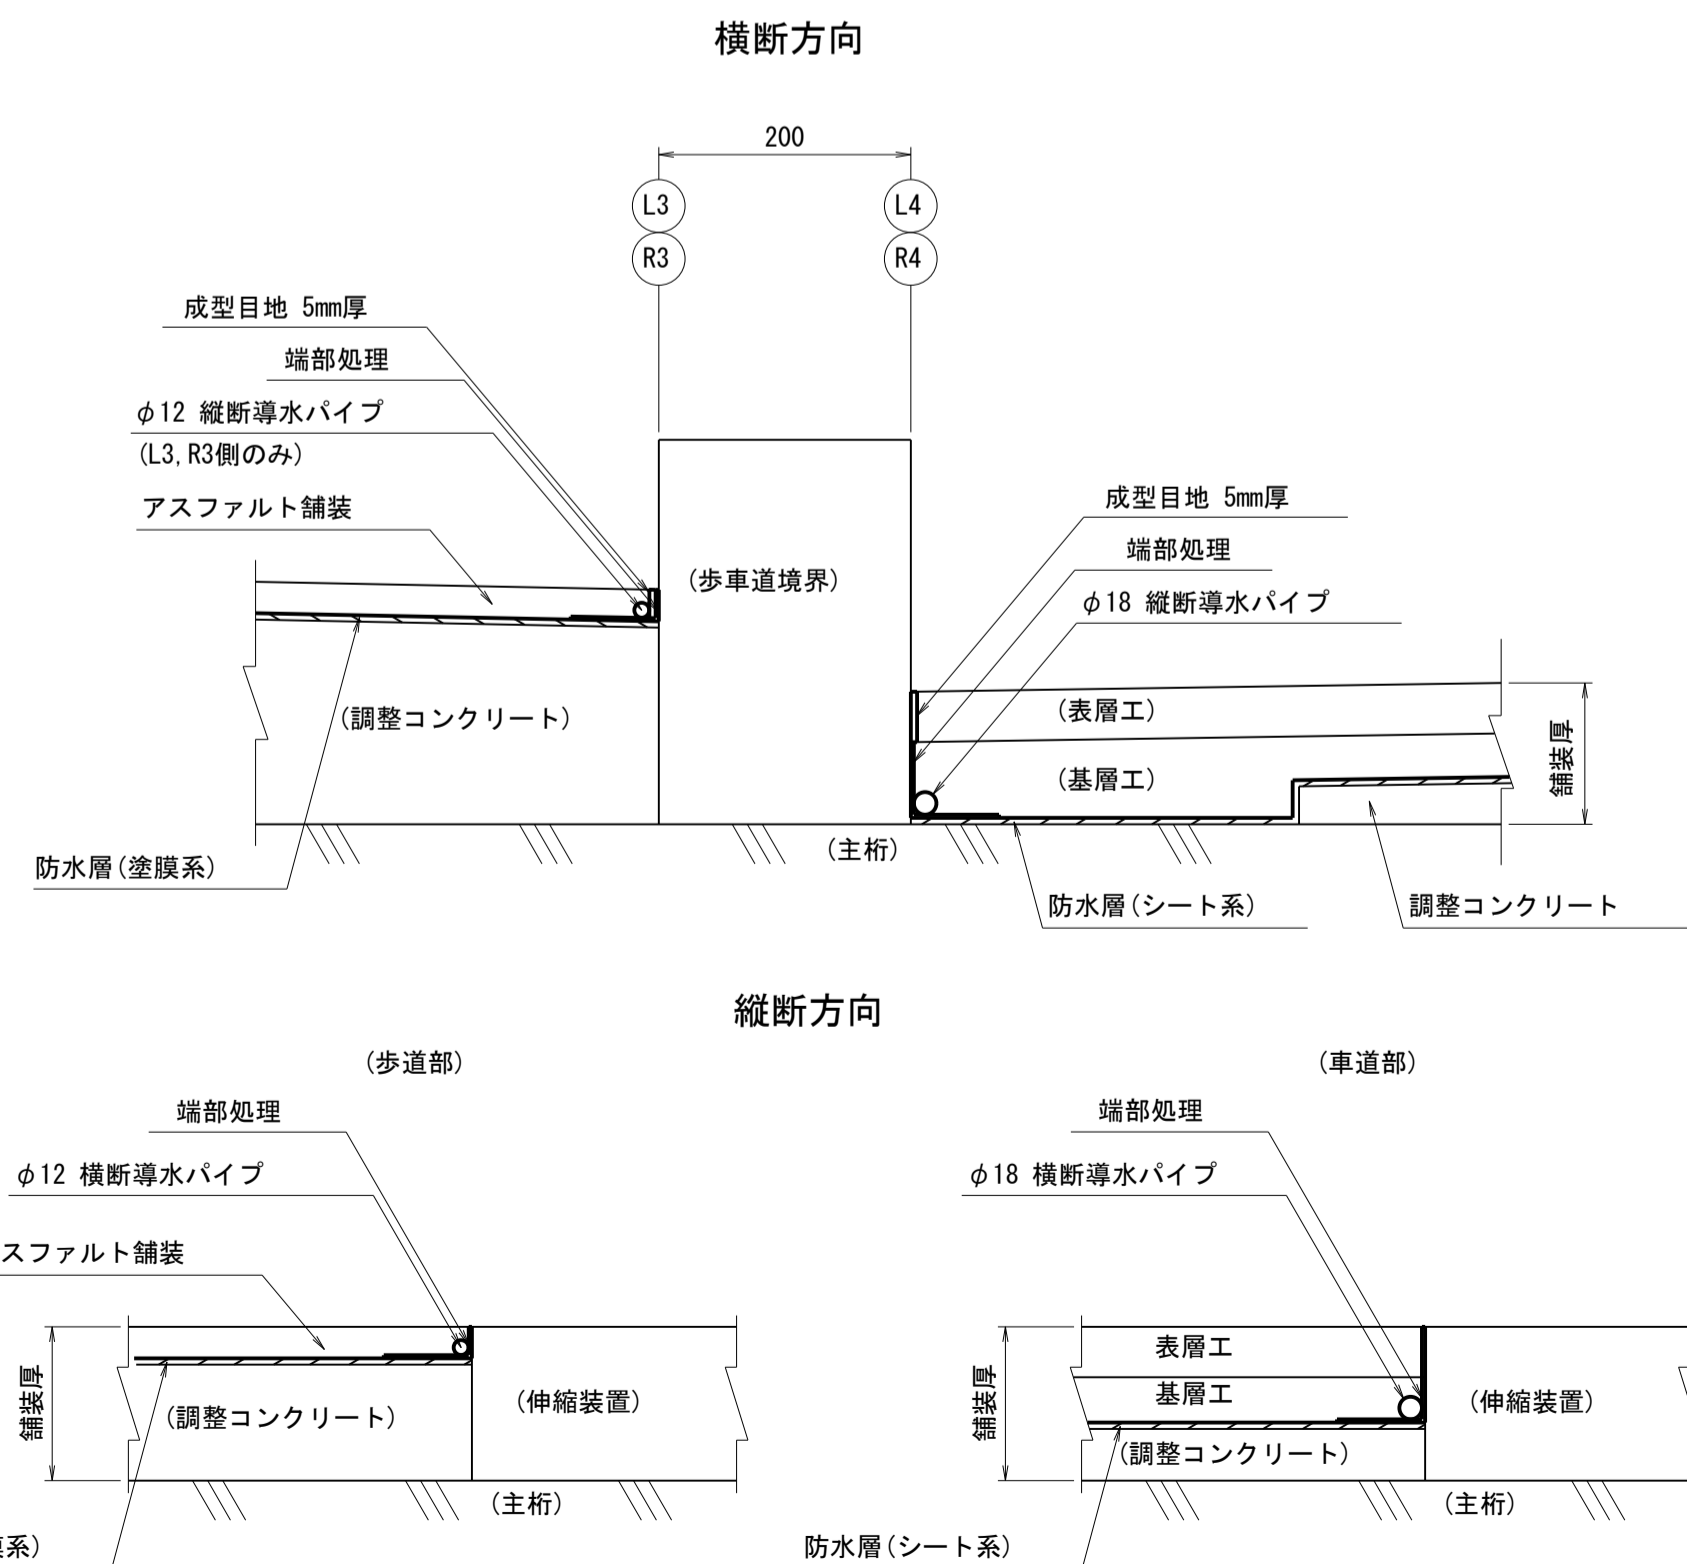 横断方向
200
L3
L4
R3
R4
成型目地 5mm厚
端部処理
φ12 縦断導水パイプ
(L3,R3側のみ)
アスファルト舗装
成型目地 5mm厚
端部処理
φ18 縦断導水パイプ
(歩車道境界)
(調整コンクリート)
(表層工)
(基層工)
舗装厚
(主桁)
防水層(塗膜系)
防水層(シート系)
調整コンクリート
縦断方向
(歩道部)
(車道部)
端部処理
φ12 横断導水パイプ
スファルト舗装
舗装厚
(調整コンクリート)
(伸縮装置)
(主桁)
膜系)
端部処理
φ18 横断導水パイプ
表層工
基層工
舗装厚
(調整コンクリート)
(伸縮装置)
(主桁)
防水層(シート系)